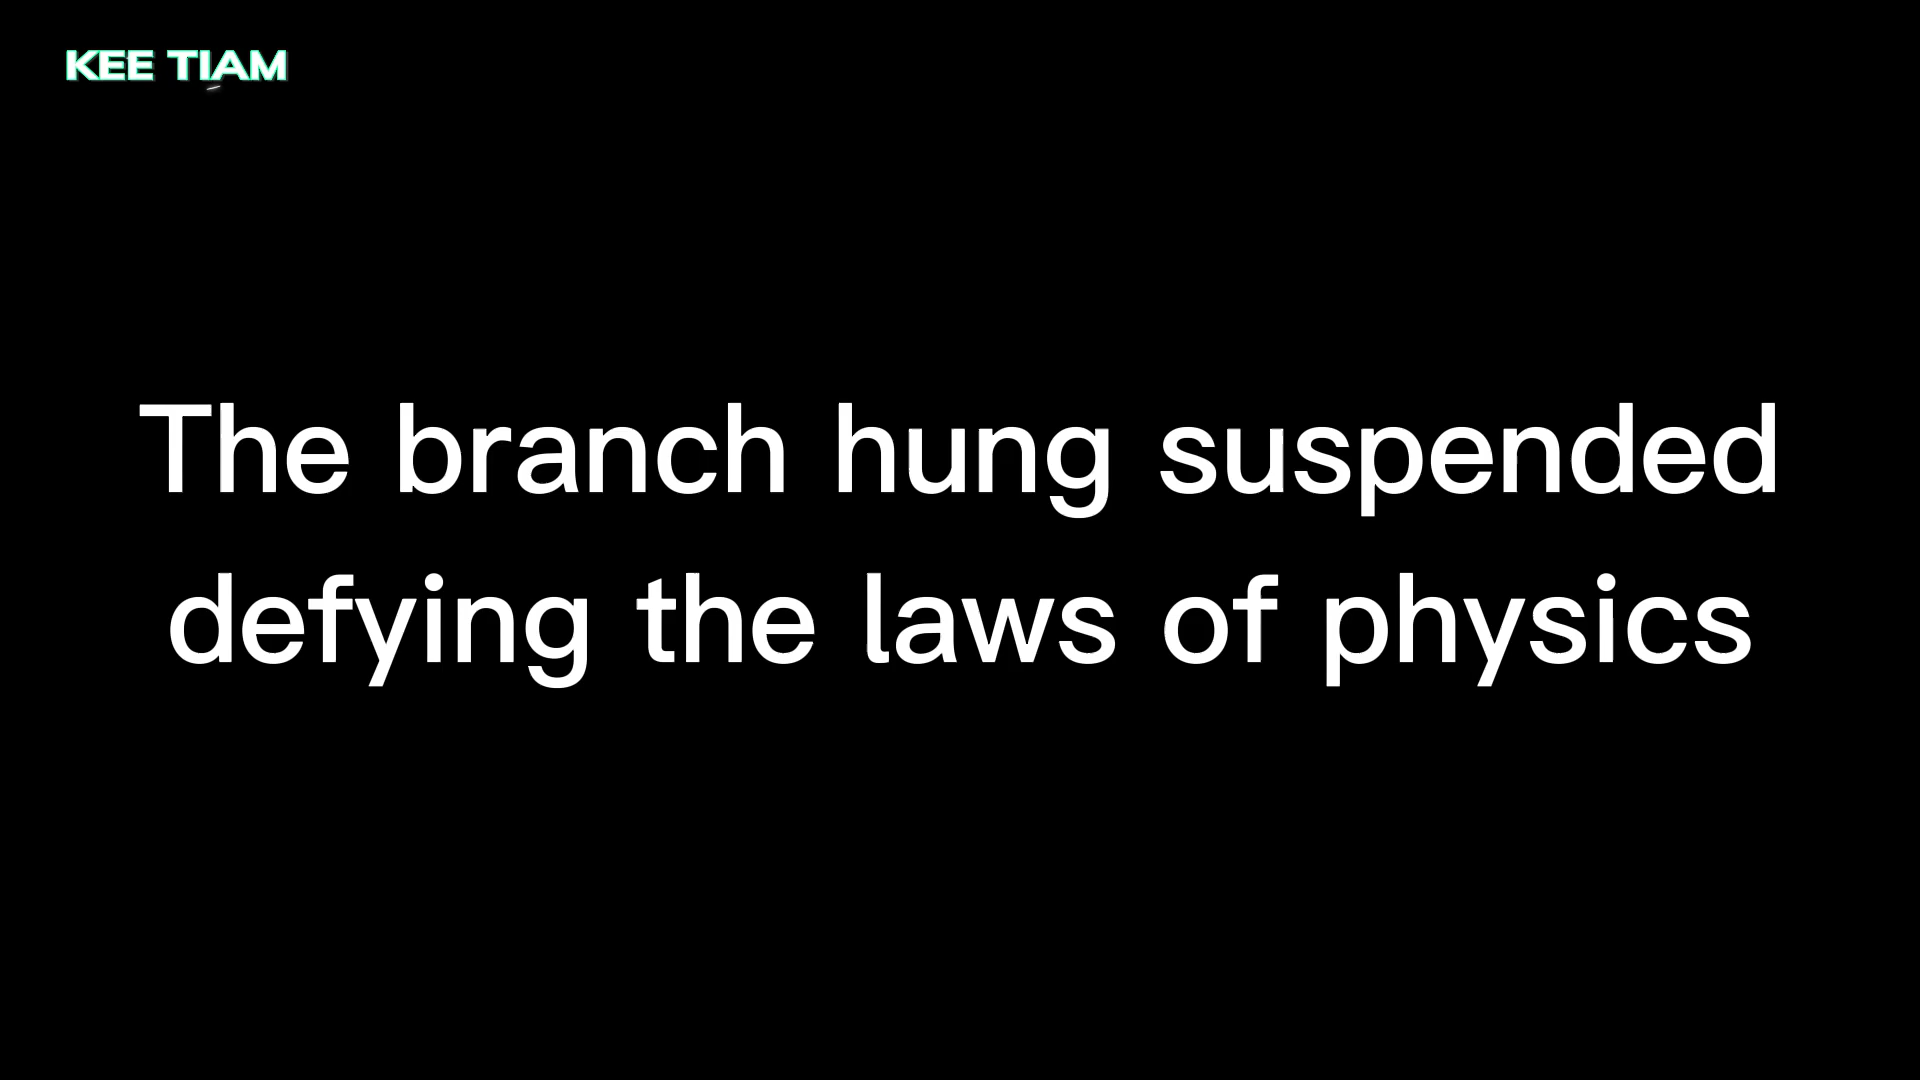 KEE TIAM
The branch hung suspended
defying the laws of physics